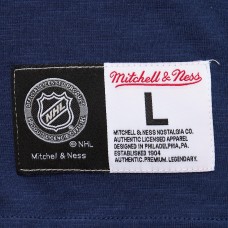 NHL
© NHL
Mitchel & Ness
Mitchell & Ness
L
MITCHELL & NESS NOSTALGIA CO.
AUTHENTIC LICENSED APPAREL
DESIGNED IN PHILADELPHIA, PA
ESTABLISHED 1904
AUTHENTIC. PREMIUM. LEGENDARY.